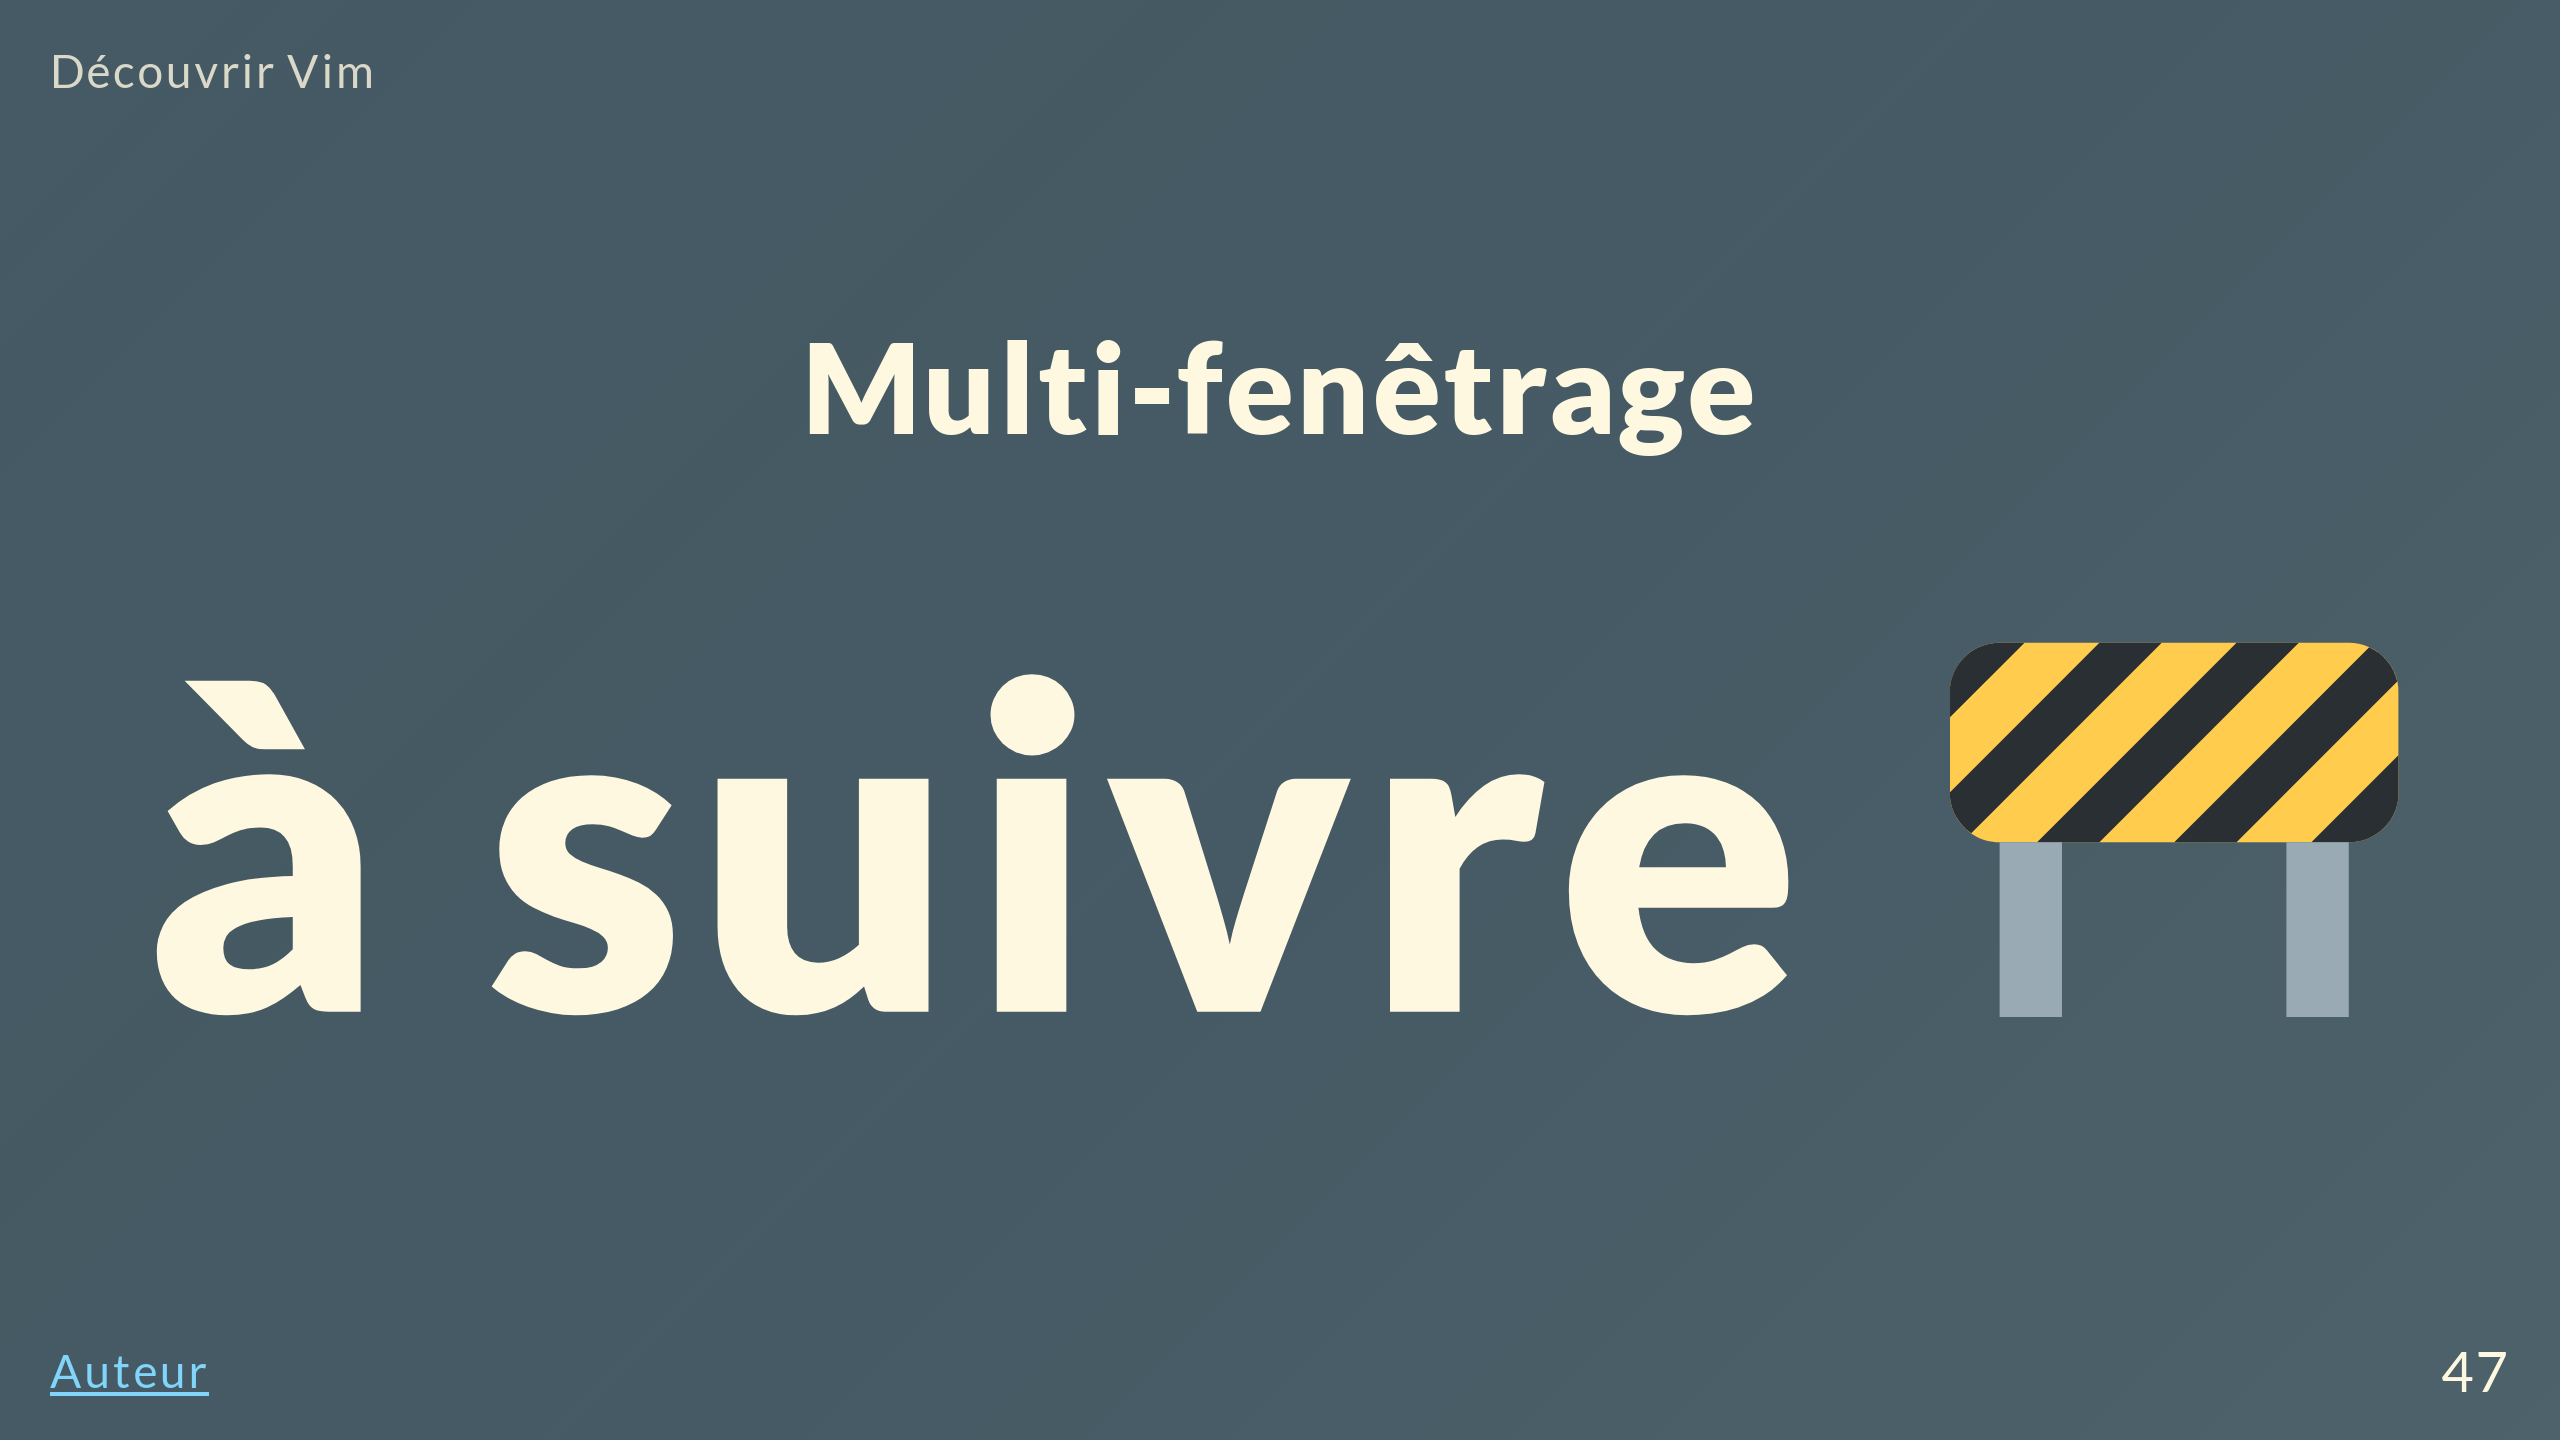 Découvrir Vim
Multi-fenêtrage
à suivre
Auteur
47